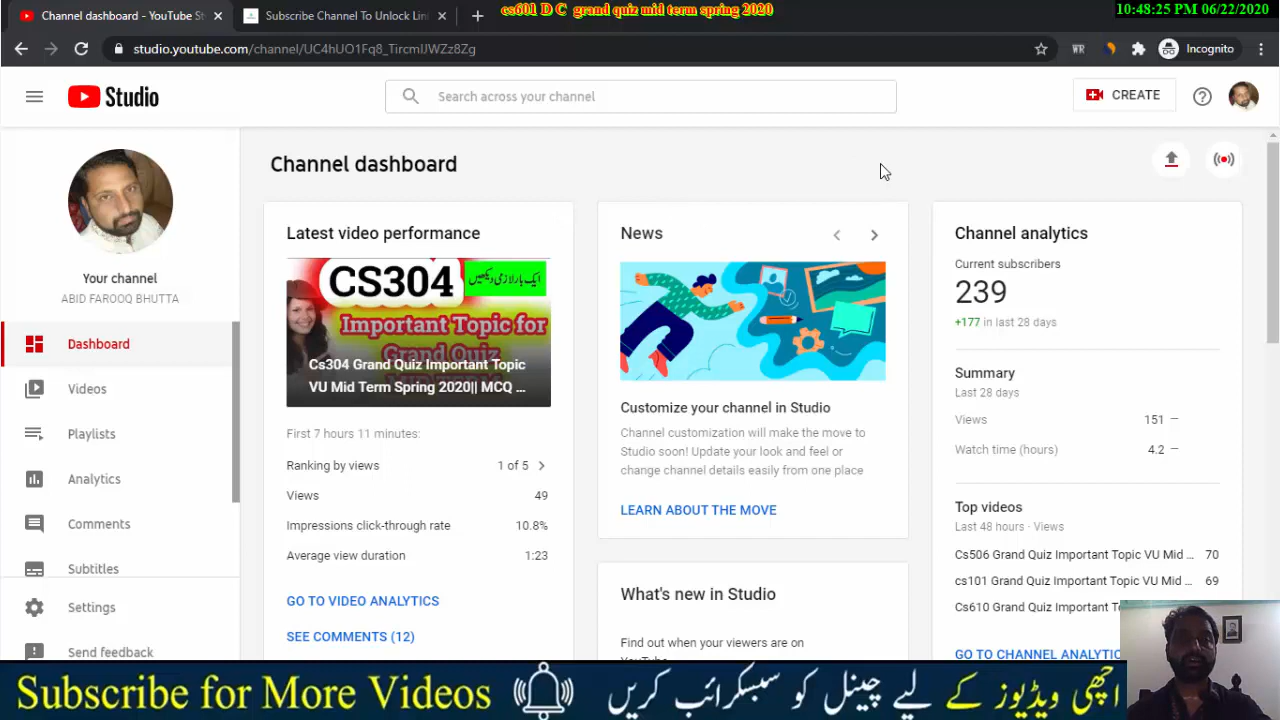 Channel dashboard - YouTube St
Subscribe Channel To Unlock Lin
cs601 D C grand quiz mid term spring 2020
10:48:25 PM 06/22/2020
studio.youtube.com/channel/UC4hUO1Fq8_TircmIJWZz8Zg
WR
Incognito
Studio
Search across your channel
CREATE
Your channel
ABID FAROOQ BHUTTA
Dashboard
Videos
Playlists
Analytics
Comments
Subtitles
Settings
Send feedback
Channel dashboard
Latest video performance
CS304
ایک بار لازمی دیکھیں
Important Topic for
Grand Quiz
Cs304 Grand Quiz Important Topic
VU Mid Term Spring 2020|| MCQ ...
First 7 hours 11 minutes:
Ranking by views 1 of 5
Views 49
Impressions click-through rate 10.8%
Average view duration 1:23
GO TO VIDEO ANALYTICS
SEE COMMENTS (12)
News
Customize your channel in Studio
Channel customization will make the move to
Studio soon! Update your look and feel or
change channel details easily from one place
LEARN ABOUT THE MOVE
What's new in Studio
Find out when your viewers are on
YouTube
Channel analytics
Current subscribers
239
+177 in last 28 days
Summary
Last 28 days
Views 151 —
Watch time (hours) 4.2 —
Top videos
Last 48 hours · Views
Cs506 Grand Quiz Important Topic VU Mid ... 70
cs101 Grand Quiz Important Topic VU Mid ... 69
Cs610 Grand Quiz Important T
GO TO CHANNEL ANALYTIC
Subscribe for More Videos
اچھی ویڈیوز کے لیے چینل کو سبسکرائب کریں